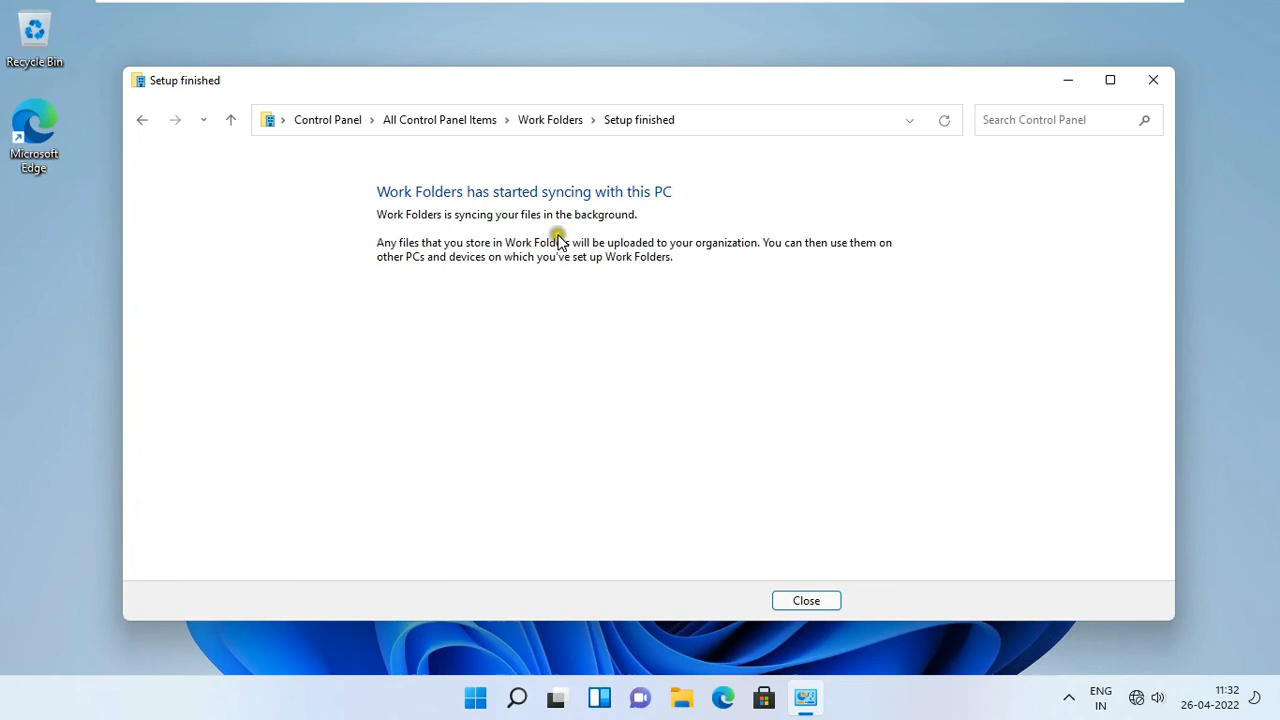 Recycle Bin
Microsoft
Edge
Setup finished
Control Panel > All Control Panel Items > Work Folders > Setup finished
Search Control Panel
Work Folders has started syncing with this PC
Work Folders is syncing your files in the background.
Any files that you store in Work Folders will be uploaded to your organization. You can then use them on
other PCs and devices on which you've set up Work Folders.
Close
ENG
IN
11:32
26-04-2022